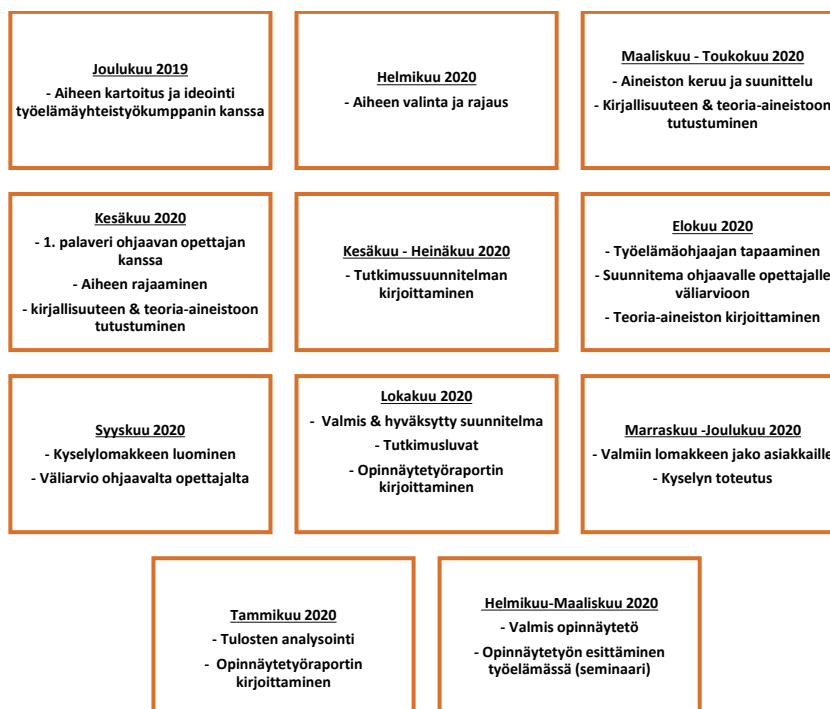 Joulukuu 2019
- Aiheen kartoitus ja ideointi
työelämäyhteistyökumppanin kanssa
Helmikuu 2020
- Aiheen valinta ja rajaus
Maaliskuu - Toukokuu 2020
- Aineiston keruu ja suunittelu
- Kirjallisuuteen & teoria-aineistoon
tutustuminen
Kesäkuu 2020
- 1. palaveri ohjaavan opettajan
kanssa
- Aiheen rajaaminen
- kirjallisuuteen & teoria-aineistoon
tutustuminen
Kesäkuu - Heinäkuu 2020
- Tutkimussuunnitelman
kirjoittaminen
Elokuu 2020
- Työelämäohjaajan tapaaminen
- Suunnitema ohjaavalle opettajalle
väliarvioon
- Teoria-aineiston kirjoittaminen
Syyskuu 2020
- Kyselylomakkeen luominen
- Väliarvio ohjaavalta opettajalta
Lokakuu 2020
- Valmis & hyväksytty suunnitelma
- Tutkimusluvat
- Opinnäytetyöraportin
kirjoittaminen
Marraskuu -Joulukuu 2020
- Valmiin lomakkeen jako asiakkaille
- Kyselyn toteutus
Tammikuu 2020
- Tulosten analysointi
- Opinnäytetyöraportin
kirjoittaminen
Helmikuu-Maaliskuu 2020
- Valmis opinnäytetö
- Opinnäytetyön esittäminen
työelämässä (seminaari)